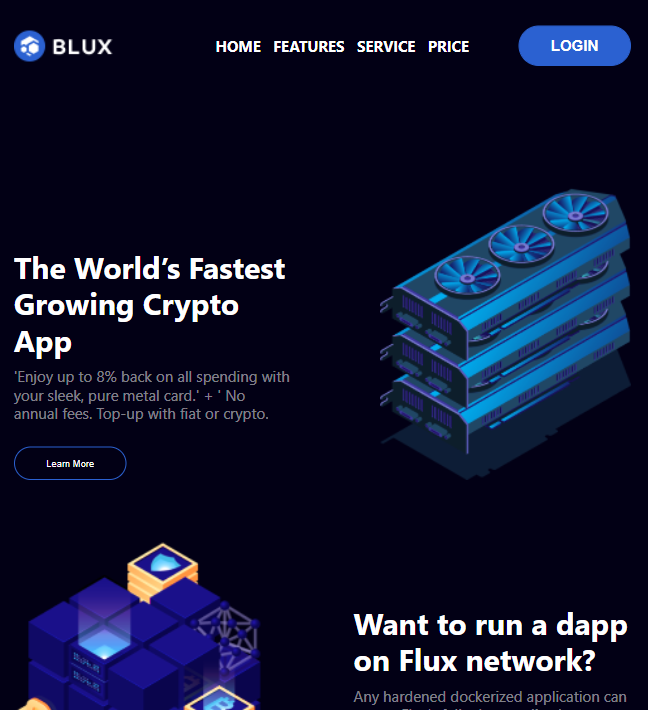 BLUX
HOME FEATURES SERVICE PRICE
LOGIN
The World’s Fastest
Growing Crypto
App
'Enjoy up to 8% back on all spending with
your sleek, pure metal card.' + ' No
annual fees. Top-up with fiat or crypto.
Learn More
Want to run a dapp
on Flux network?
Any hardened dockerized application can